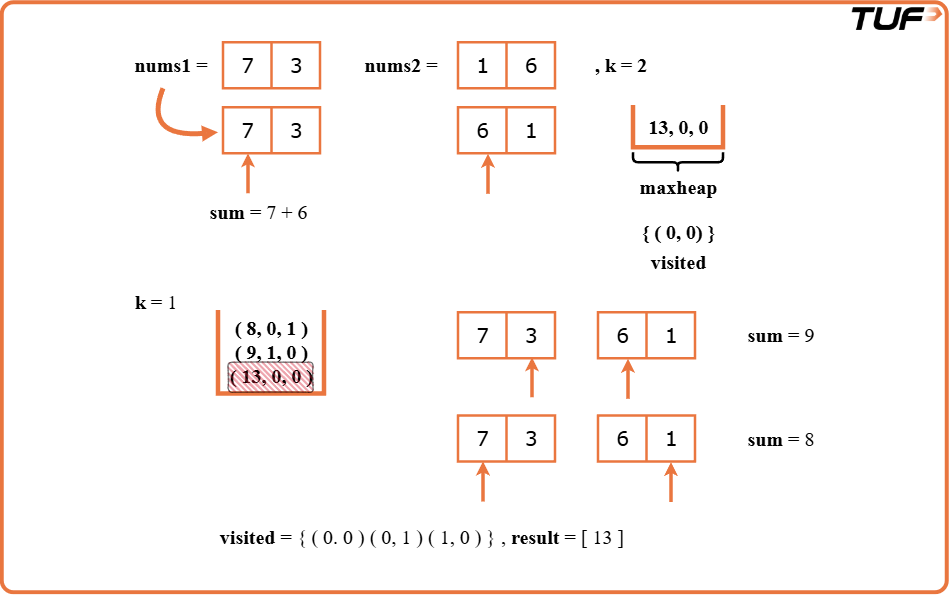 TUF
nums1 = 7 3 nums2 = 1 6 , k = 2
7 3 6 1 13, 0, 0
maxheap
sum = 7 + 6
{ ( 0, 0) }
visited
k = 1
( 8, 0, 1 )
( 9, 1, 0 )
( 13, 0, 0 )
7 3 6 1 sum = 9
7 3 6 1 sum = 8
visited = { ( 0. 0 ) ( 0, 1 ) ( 1, 0 ) } , result = [ 13 ]